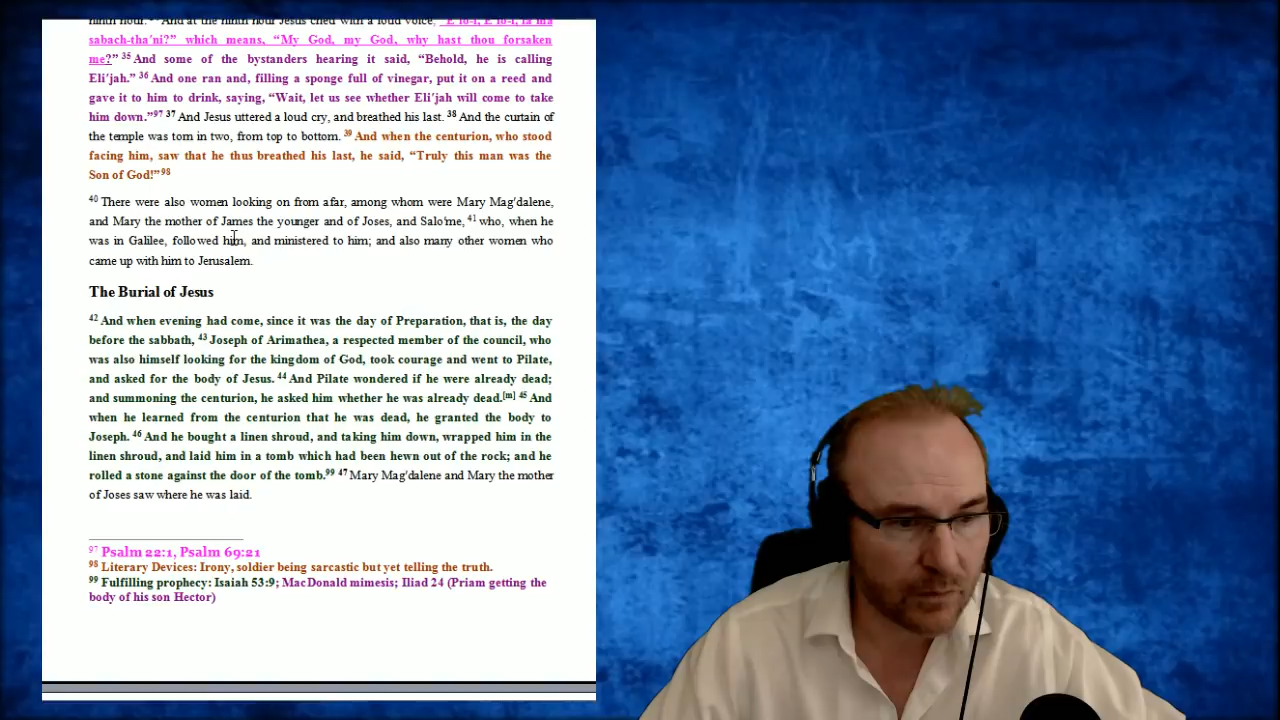 ninth hour. 34 And at the ninth hour Jesus cried with a loud voice, "E′lo-i, E′lo-i, la′ma
sabach-tha′ni?" which means, "My God, my God, why hast thou forsaken
me?" 35 And some of the bystanders hearing it said, "Behold, he is calling
Eli′jah." 36 And one ran and, filling a sponge full of vinegar, put it on a reed and
gave it to him to drink, saying, "Wait, let us see whether Eli′jah will come to take
him down."97 37 And Jesus uttered a loud cry, and breathed his last. 38 And the curtain of
the temple was torn in two, from top to bottom. 39 And when the centurion, who stood
facing him, saw that he thus breathed his last, he said, "Truly this man was the
Son of God!"98
40 There were also women looking on from afar, among whom were Mary Mag′dalene,
and Mary the mother of James the younger and of Joses, and Salo′me, 41 who, when he
was in Galilee, followed him, and ministered to him; and also many other women who
came up with him to Jerusalem.
The Burial of Jesus
42 And when evening had come, since it was the day of Preparation, that is, the day
before the sabbath, 43 Joseph of Arimathea, a respected member of the council, who
was also himself looking for the kingdom of God, took courage and went to Pilate,
and asked for the body of Jesus. 44 And Pilate wondered if he were already dead;
and summoning the centurion, he asked him whether he was already dead.[m] 45 And
when he learned from the centurion that he was dead, he granted the body to
Joseph. 46 And he bought a linen shroud, and taking him down, wrapped him in the
linen shroud, and laid him in a tomb which had been hewn out of the rock; and he
rolled a stone against the door of the tomb.99 47 Mary Mag′dalene and Mary the mother
of Joses saw where he was laid.
97 Psalm 22:1, Psalm 69:21
98 Literary Devices: Irony, soldier being sarcastic but yet telling the truth.
99 Fulfilling prophecy: Isaiah 53:9; MacDonald mimesis; Iliad 24 (Priam getting the
body of his son Hector)